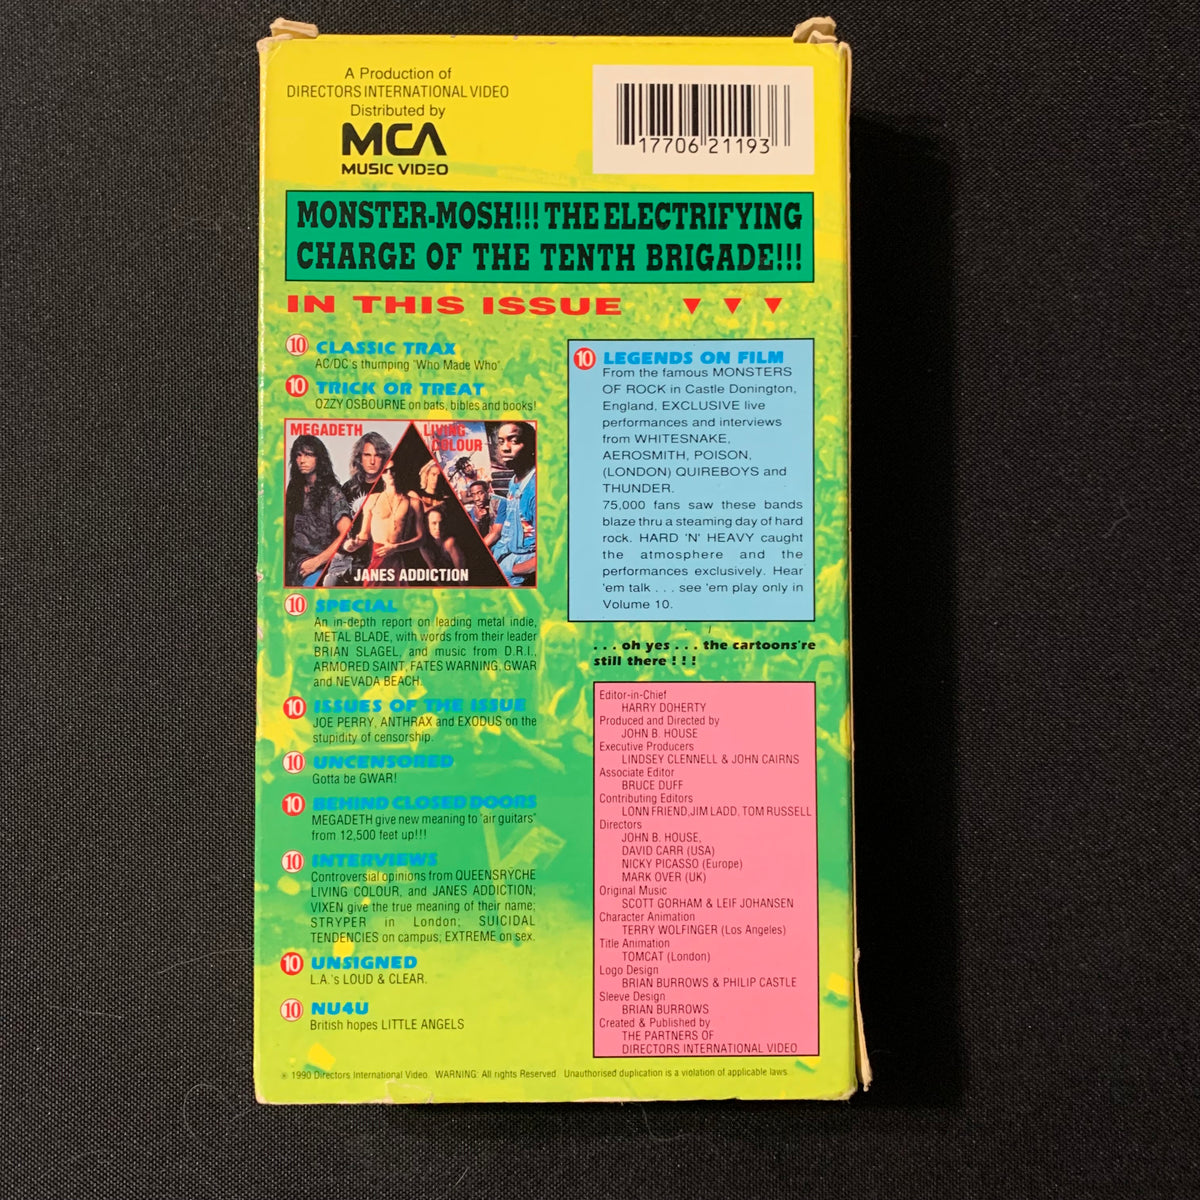 A Production of
DIRECTORS INTERNATIONAL VIDEO
Distributed by
MCA
MUSIC VIDEO
17706 21193
MONSTER-MOSH!!! THE ELECTRIFYING
CHARGE OF THE TENTH BRIGADE!!!
IN THIS ISSUE
10 CLASSIC TRAX
AC/DC's thumping "Who Made Who"
10 TRICK OR TREAT
OZZY OSBOURNE on bats, bibles and books!
MEGADETH
LIVING
COLOUR
JANES ADDICTION
10 SPECIAL
An in-depth report on leading metal indie,
METAL BLADE, with words from their leader
BRIAN SLAGEL, and music from D.R.I.,
ARMORED SAINT, FATES WARNING, GWAR
and NEVADA BEACH.
10 ISSUES OF THE ISSUE
JOE PERRY, ANTHRAX and EXODUS on the
stupidity of censorship.
10 UNCENSORED
Gotta be GWAR!
10 BEHIND CLOSED DOORS
MEGADETH give new meaning to "air guitars"
from 12,500 feet up!!!
10 INTERVIEWS
Controversial opinions from QUEENSRYCHE
LIVING COLOUR, and JANES ADDICTION;
VIXEN give the true meaning of their name;
STRYPER in London; SUICIDAL
TENDENCIES on campus; EXTREME on sex.
10 UNSIGNED
L.A.'s LOUD & CLEAR.
10 NU4U
British hopes LITTLE ANGELS
10 LEGENDS ON FILM
From the famous MONSTERS
OF ROCK in Castle Donington,
England, EXCLUSIVE live
performances and interviews
from WHITESNAKE,
AEROSMITH, POISON,
(LONDON) QUIREBOYS and
THUNDER.
75,000 fans saw these bands
blaze thru a steaming day of hard
rock. HARD 'N' HEAVY caught
the atmosphere and the
performances exclusively. Hear
'em talk . . . see 'em play only in
Volume 10.
. . . oh yes . . . the cartoons're
still there ! ! !
Editor-in-Chief
HARRY DOHERTY
Produced and Directed by
JOHN B. HOUSE
Executive Producers
LINDSEY CLENNELL & JOHN CAIRNS
Associate Editor
BRUCE DUFF
Contributing Editors
LONN FRIEND, JIM LADD, TOM RUSSELL
Directors
JOHN B. HOUSE,
DAVID CARR (USA)
NICKY PICASSO (Europe)
MARK OVER (UK)
Original Music
SCOTT GORHAM & LEIF JOHANSEN
Character Animation
TERRY WOLFINGER (Los Angeles)
Title Animation
TOMCAT (London)
Logo Design
BRIAN BURROWS & PHILIP CASTLE
Sleeve Design
BRIAN BURROWS
Created & Published by
THE PARTNERS OF
DIRECTORS INTERNATIONAL VIDEO
© 1990 Directors International Video. WARNING: All rights Reserved. Unauthorised duplication is a violation of applicable laws.